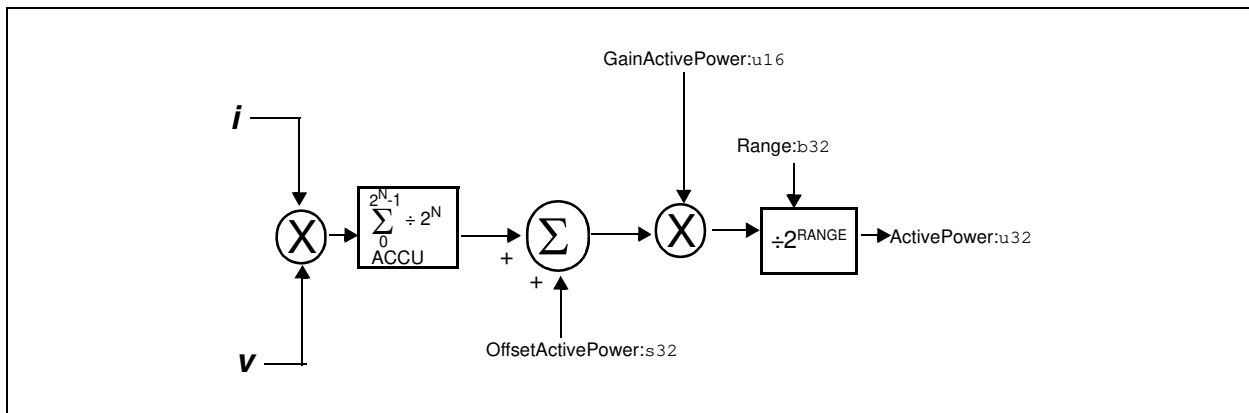 GainActivePower:u16
i
Range:b32
X
2^N-1
∑ ÷ 2^N
0
ACCU
+
Σ
+
X
÷2^RANGE
ActivePower:u32
OffsetActivePower:s32
v